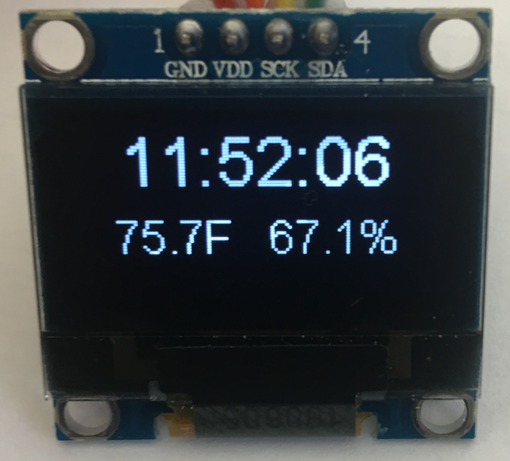 1 4
GND VDD SCK SDA
11:52:06
75.7F 67.1%